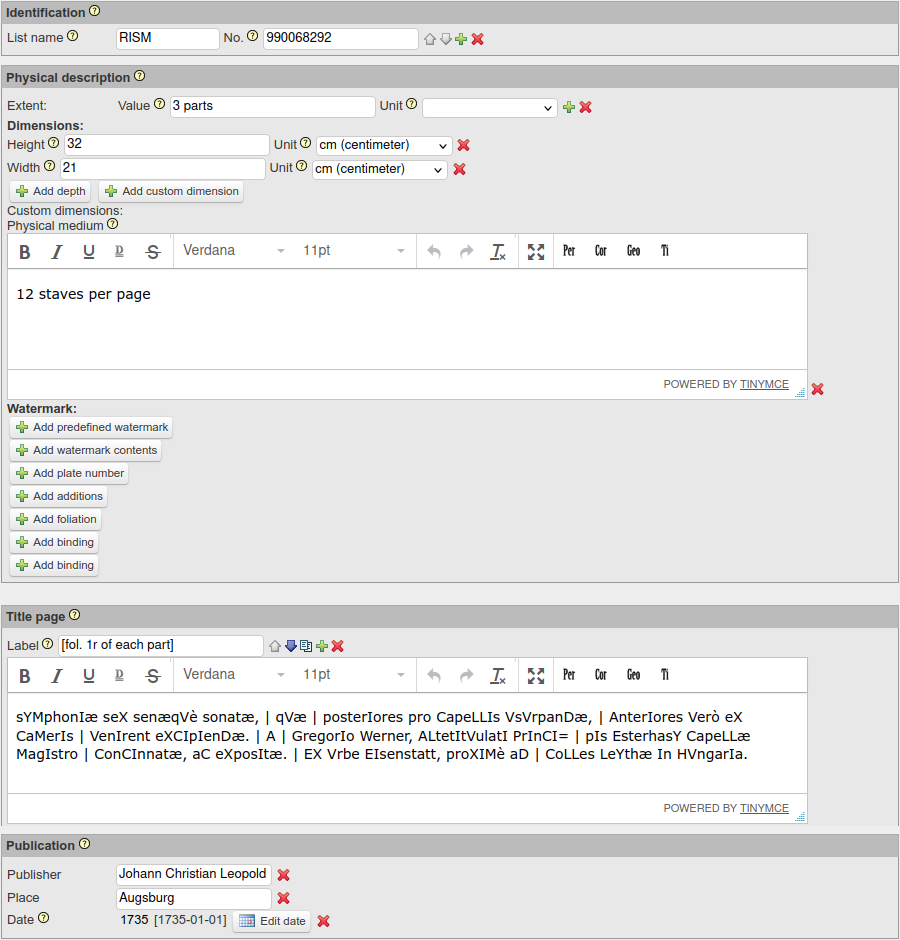 Identification
List name RISM No. 990068292
Physical description
Extent: Value 3 parts Unit
Dimensions:
Height 32 Unit cm (centimeter)
Width 21 Unit cm (centimeter)
Add depth Add custom dimension
Custom dimensions:
Physical medium
B I U D S Verdana 11pt Tx Per Cor Geo Ti
12 staves per page
POWERED BY TINYMCE
Watermark:
Add predefined watermark
Add watermark contents
Add plate number
Add additions
Add foliation
Add binding
Add binding
Title page
Label [fol. 1r of each part]
B I U D S Verdana 11pt Tx Per Cor Geo Ti
sYMphonIæ seX senæqVè sonatæ, | qVæ | posterIores pro CapeLLIs VsVrpanDæ, | AnterIores Verò eX
CaMerIs | VenIrent eXCIpIenDæ. | A | GregorIo Werner, ALtetItVulatI PrInCI= | pIs EsterhasY CapeLLæ
MagIstro | ConCInnatæ, aC eXposItæ. | EX Vrbe EIsenstatt, proXIMè aD | CoLLes LeYthæ In HVngarIa.
POWERED BY TINYMCE
Publication
Publisher Johann Christian Leopold
Place Augsburg
Date 1735 [1735-01-01] Edit date